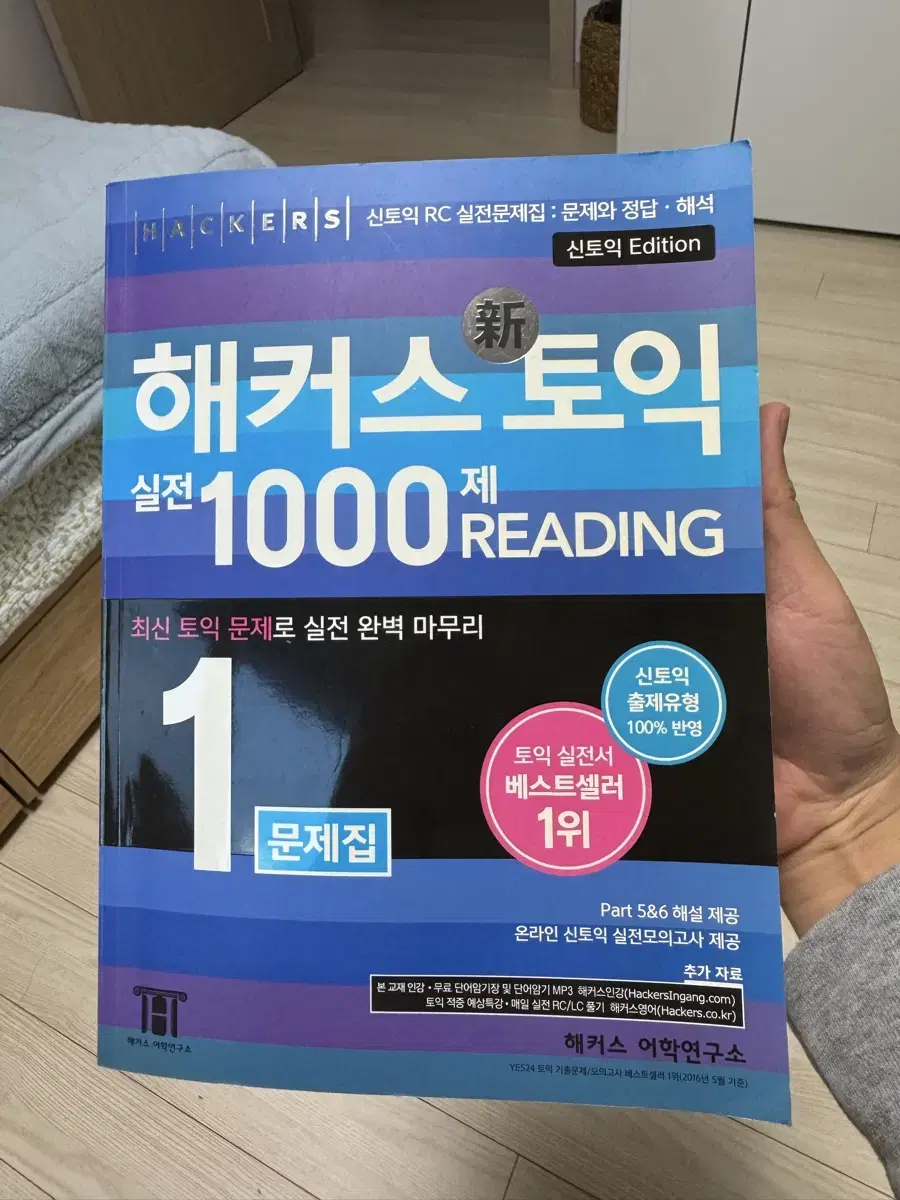 HACKERS 신토익 RC 실전문제집 : 문제와 정답 · 해석
신토익 Edition
新
해커스 토익
실전 1000제 READING
최신 토익 문제로 실전 완벽 마무리
1 문제집
신토익
출제유형
100% 반영
토익 실전서
베스트셀러
1위
Part 5&6 해설 제공
온라인 신토익 실전모의고사 제공
추가 자료
본 교재 인강 · 무료 단어암기장 및 단어암기 MP3 해커스인강(HackersIngang.com)
토익 적중 예상특강 · 매일 실전 RC/LC 풀기 해커스영어(Hackers.co.kr)
해커스 어학연구소
해커스 어학연구소
YES24 토익 기출문제/모의고사 베스트셀러 1위(2016년 5월 기준)